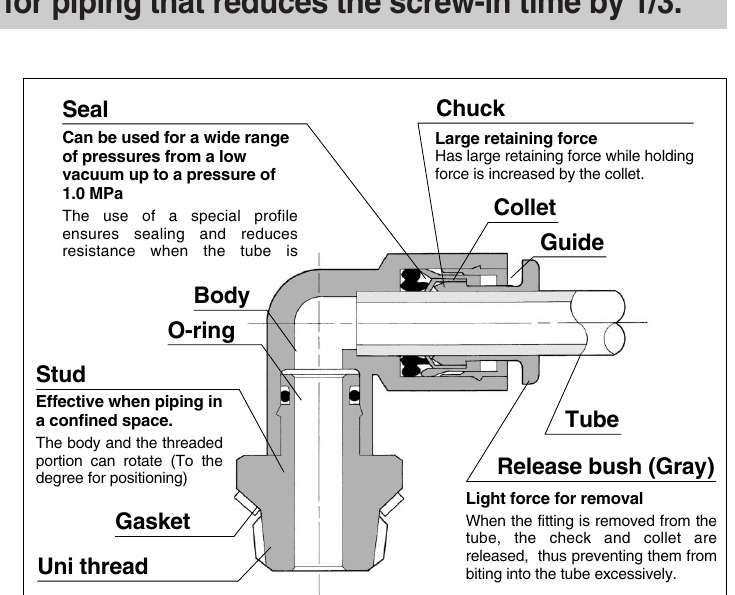 for piping that reduces the screw-in time by 1/3.
Seal
Can be used for a wide range
of pressures from a low
vacuum up to a pressure of
1.0 MPa
The use of a special profile
ensures sealing and reduces
resistance when the tube is
Chuck
Large retaining force
Has large retaining force while holding
force is increased by the collet.
Collet
Guide
Body
O-ring
Stud
Effective when piping in
a confined space.
The body and the threaded
portion can rotate (To the
degree for positioning)
Gasket
Uni thread
Tube
Release bush (Gray)
Light force for removal
When the fitting is removed from the
tube, the check and collet are
released, thus preventing them from
biting into the tube excessively.